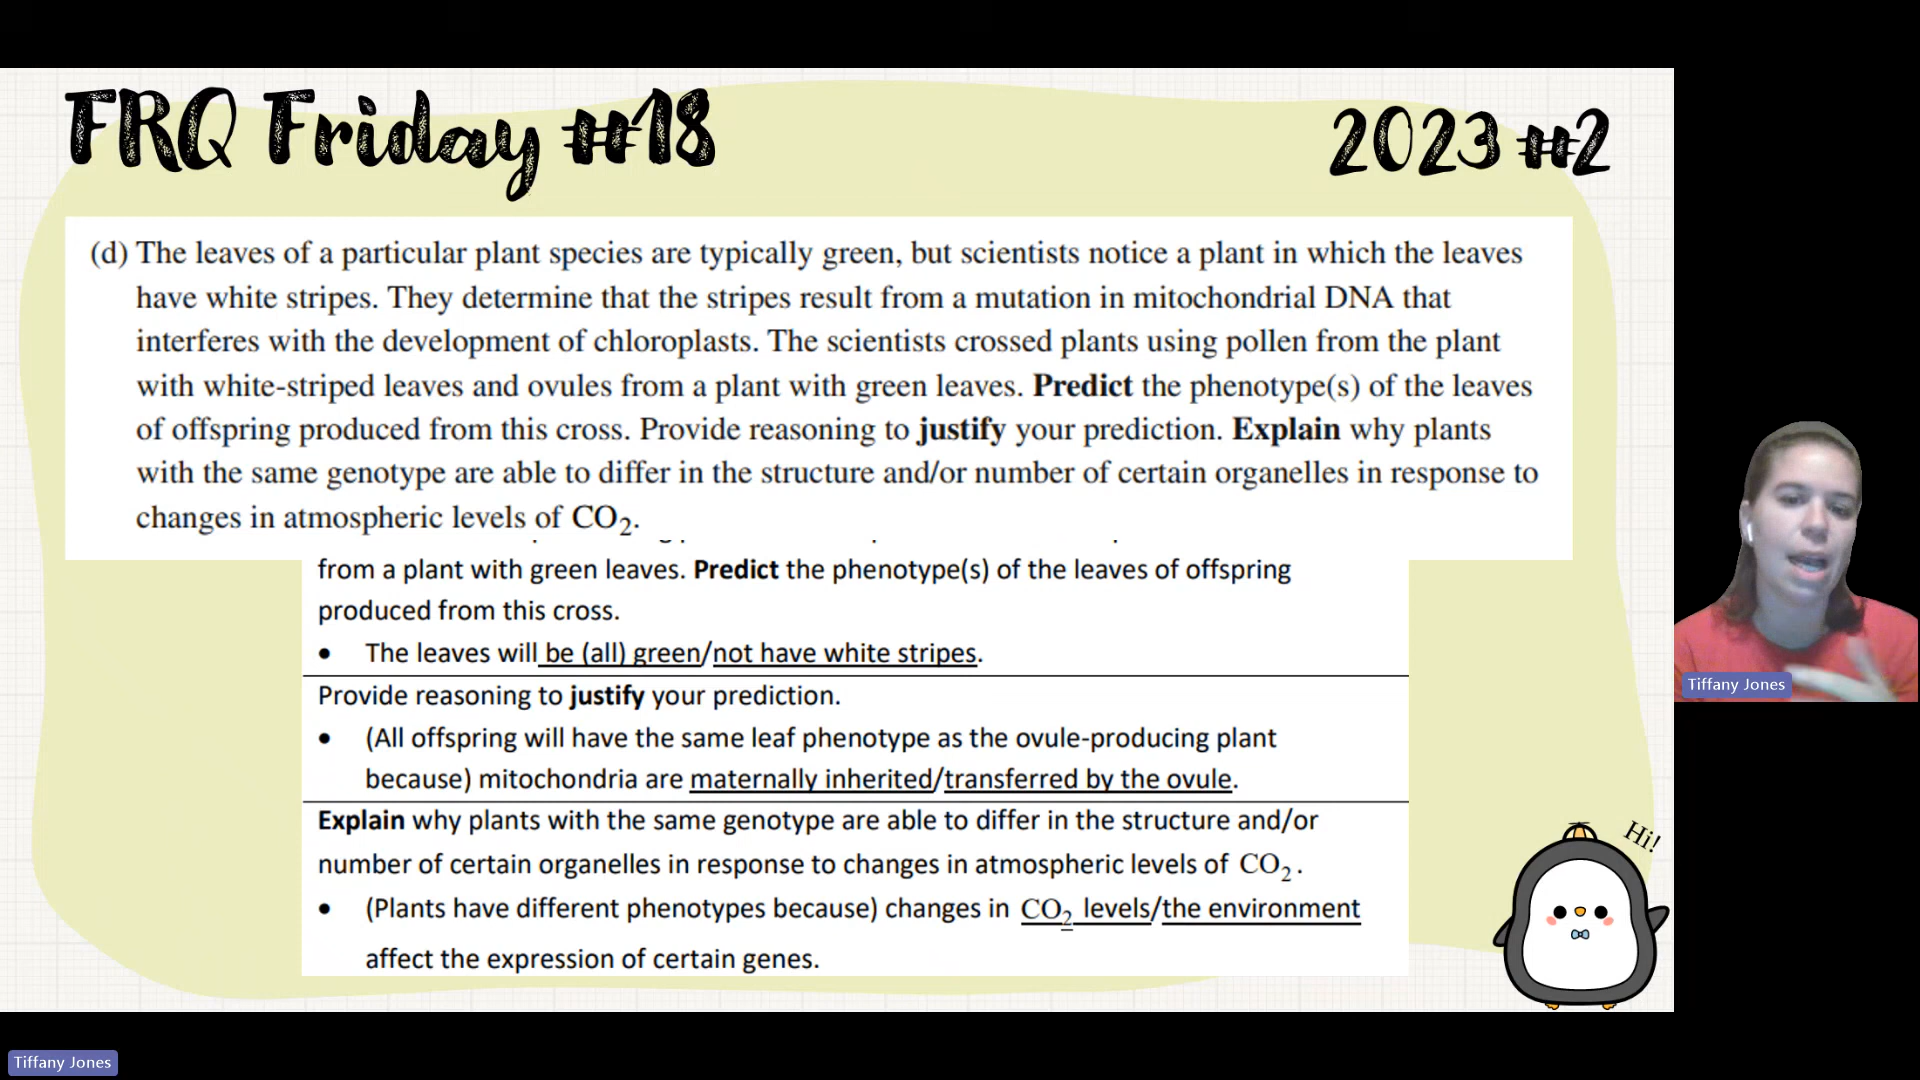 FRQ Friday #18
2023 #2
(d) The leaves of a particular plant species are typically green, but scientists notice a plant in which the leaves
have white stripes. They determine that the stripes result from a mutation in mitochondrial DNA that
interferes with the development of chloroplasts. The scientists crossed plants using pollen from the plant
with white-striped leaves and ovules from a plant with green leaves. Predict the phenotype(s) of the leaves
of offspring produced from this cross. Provide reasoning to justify your prediction. Explain why plants
with the same genotype are able to differ in the structure and/or number of certain organelles in response to
changes in atmospheric levels of CO₂.
from a plant with green leaves. Predict the phenotype(s) of the leaves of offspring
produced from this cross.
• The leaves will be (all) green/not have white stripes.
Provide reasoning to justify your prediction.
• (All offspring will have the same leaf phenotype as the ovule-producing plant
because) mitochondria are maternally inherited/transferred by the ovule.
Explain why plants with the same genotype are able to differ in the structure and/or
number of certain organelles in response to changes in atmospheric levels of CO₂.
• (Plants have different phenotypes because) changes in CO₂ levels/the environment
affect the expression of certain genes.
Hi!
Tiffany Jones
Tiffany Jones